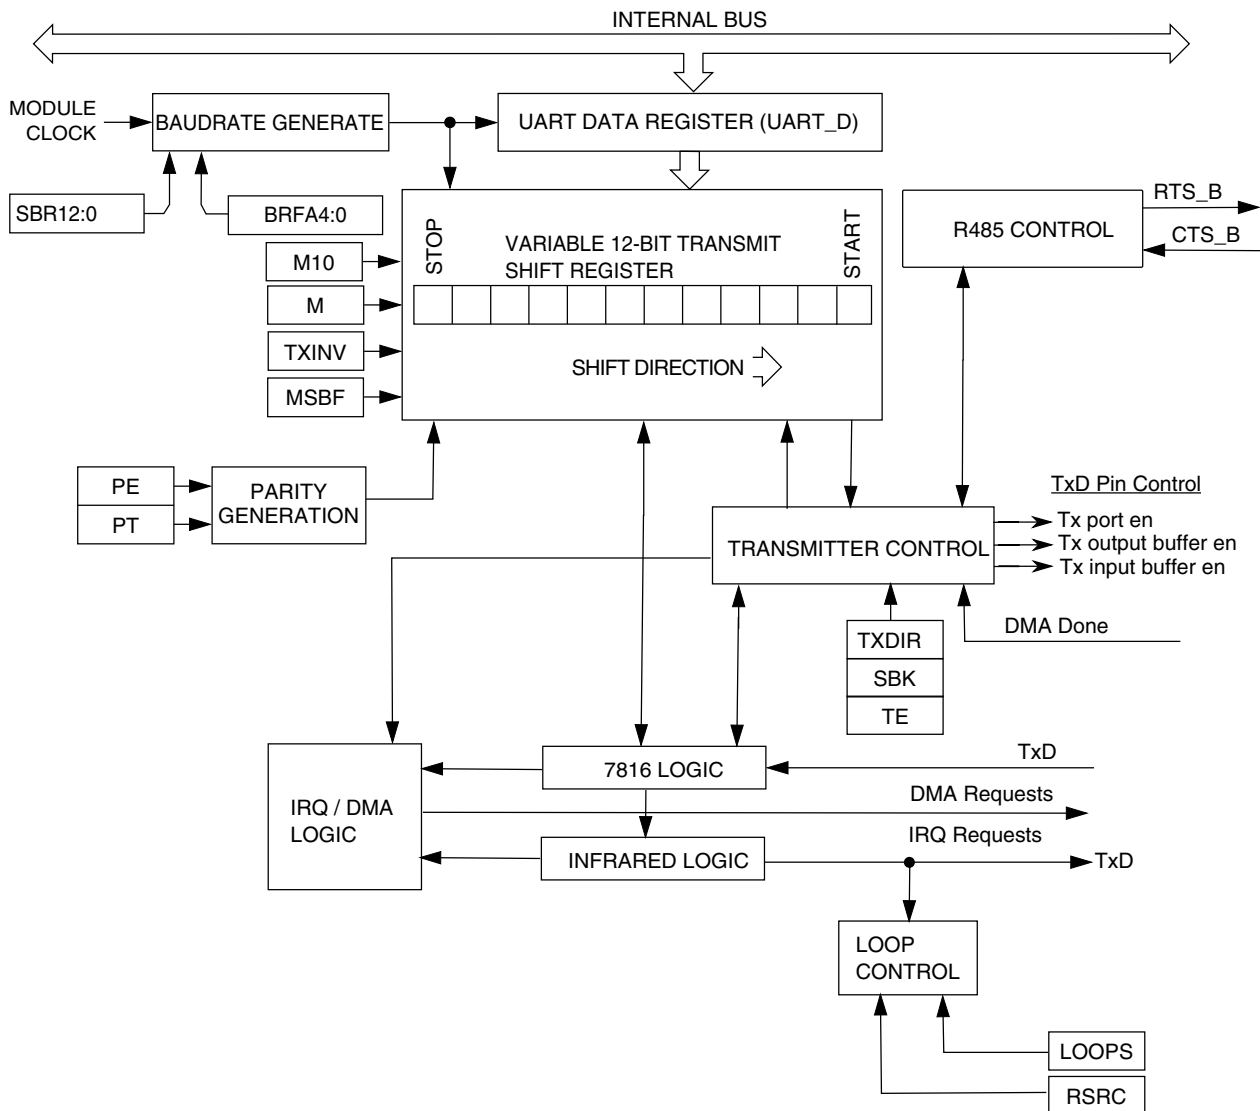 INTERNAL BUS
MODULE
CLOCK
BAUDRATE GENERATE
UART DATA REGISTER (UART_D)
SBR12:0
BRFA4:0
RTS_B
R485 CONTROL
CTS_B
STOP
VARIABLE 12-BIT TRANSMIT
SHIFT REGISTER
START
M10
M
TXINV
SHIFT DIRECTION
MSBF
PE
PT
PARITY
GENERATION
TxD Pin Control
Tx port en
TRANSMITTER CONTROL
Tx output buffer en
Tx input buffer en
DMA Done
TXDIR
SBK
TE
TxD
7816 LOGIC
DMA Requests
IRQ / DMA
LOGIC
IRQ Requests
INFRARED LOGIC
TxD
LOOP
CONTROL
LOOPS
RSRC